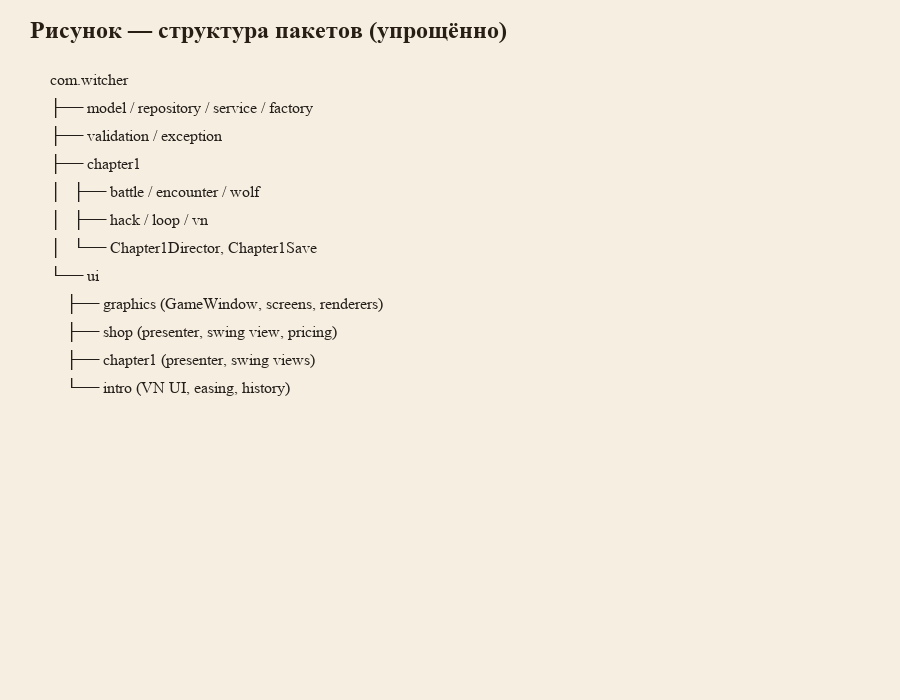 Рисунок — структура пакетов (упрощённо)
com.witcher
├── model / repository / service / factory
├── validation / exception
├── chapter1
│   ├── battle / encounter / wolf
│   ├── hack / loop / vn
│   └── Chapter1Director, Chapter1Save
└── ui
    ├── graphics (GameWindow, screens, renderers)
    ├── shop (presenter, swing view, pricing)
    ├── chapter1 (presenter, swing views)
    └── intro (VN UI, easing, history)